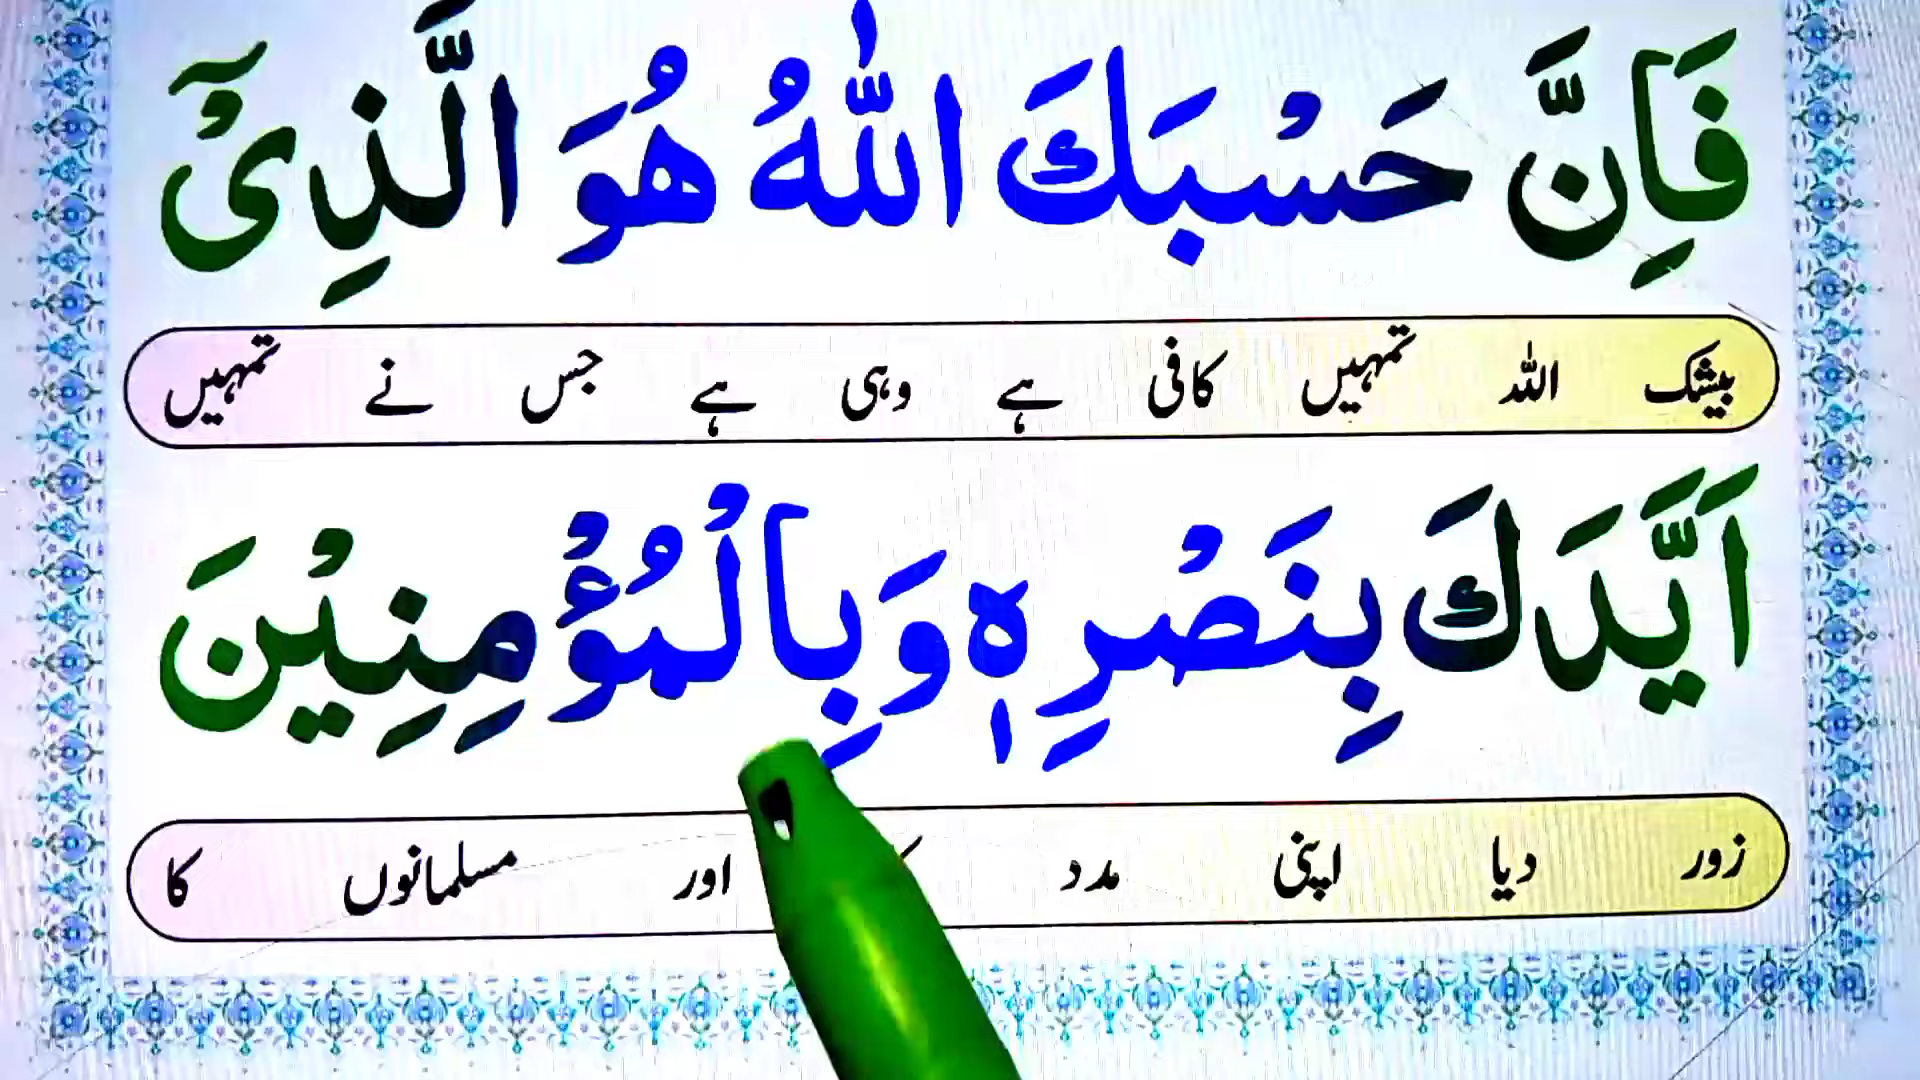 فَاِنَّ حَسْبَكَ اللّٰهُ هُوَ الَّذِىْٓ
بیشک اللہ تمہیں کافی ہے وہی ہے جس نے تمہیں
اَيَّدَكَ بِنَصْرِهٖ وَبِالْمُؤْمِنِيْنَ
زور دیا اپنی مدد اور مسلمانوں کا